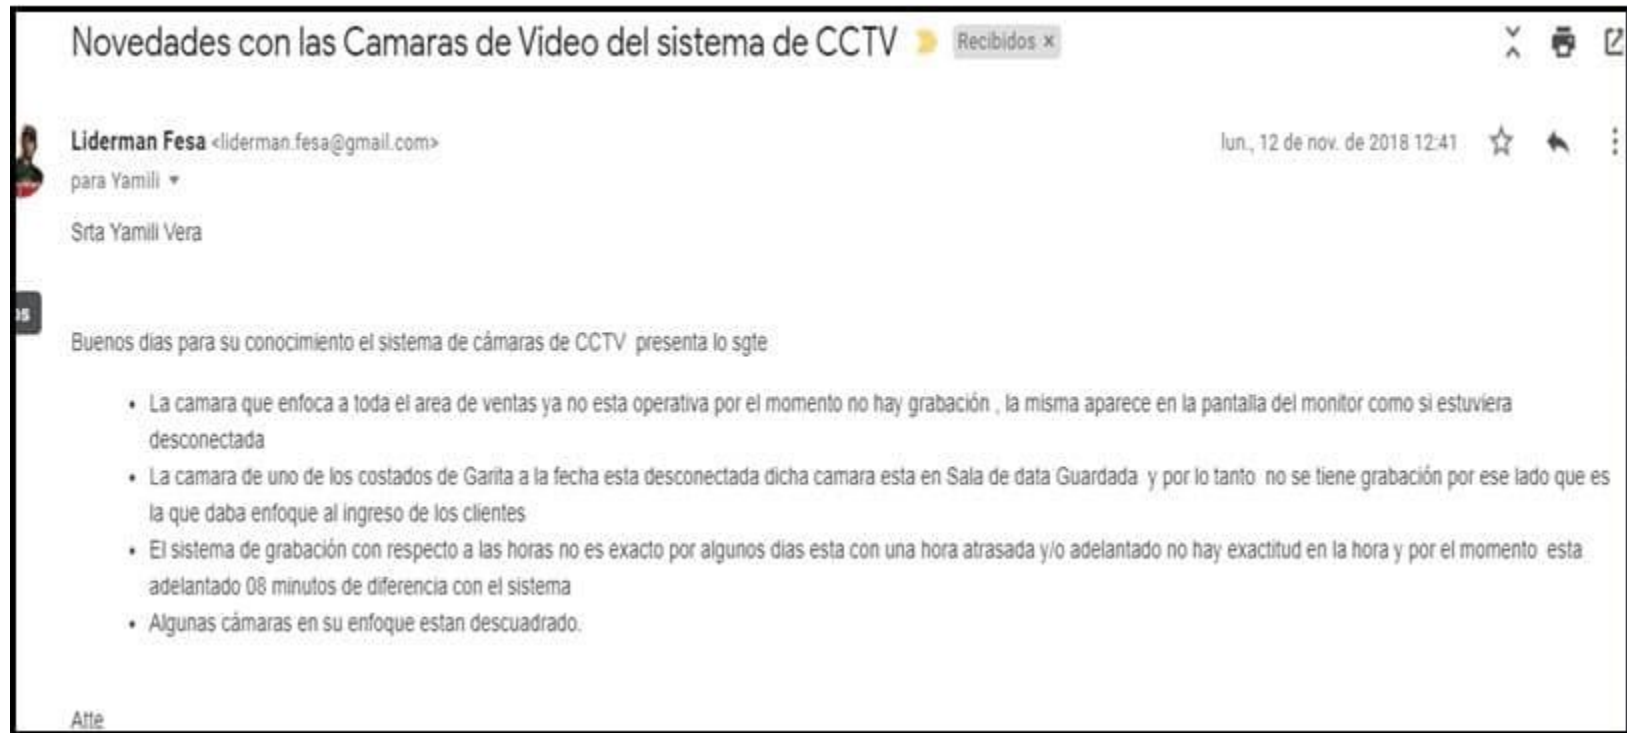 Novedades con las Camaras de Video del sistema de CCTV Recibidos x
Liderman Fesa <liderman.fesa@gmail.com> lun., 12 de nov. de 2018 12:41
para Yamili
Srta Yamili Vera
os
Buenos dias para su conocimiento el sistema de cámaras de CCTV presenta lo sgte
• La camara que enfoca a toda el area de ventas ya no esta operativa por el momento no hay grabación , la misma aparece en la pantalla del monitor como si estuviera
desconectada
• La camara de uno de los costados de Garita a la fecha esta desconectada dicha camara esta en Sala de data Guardada y por lo tanto no se tiene grabación por ese lado que es
la que daba enfoque al ingreso de los clientes
• El sistema de grabación con respecto a las horas no es exacto por algunos dias esta con una hora atrasada y/o adelantado no hay exactitud en la hora y por el momento esta
adelantado 08 minutos de diferencia con el sistema
• Algunas cámaras en su enfoque estan descuadrado.
Atte